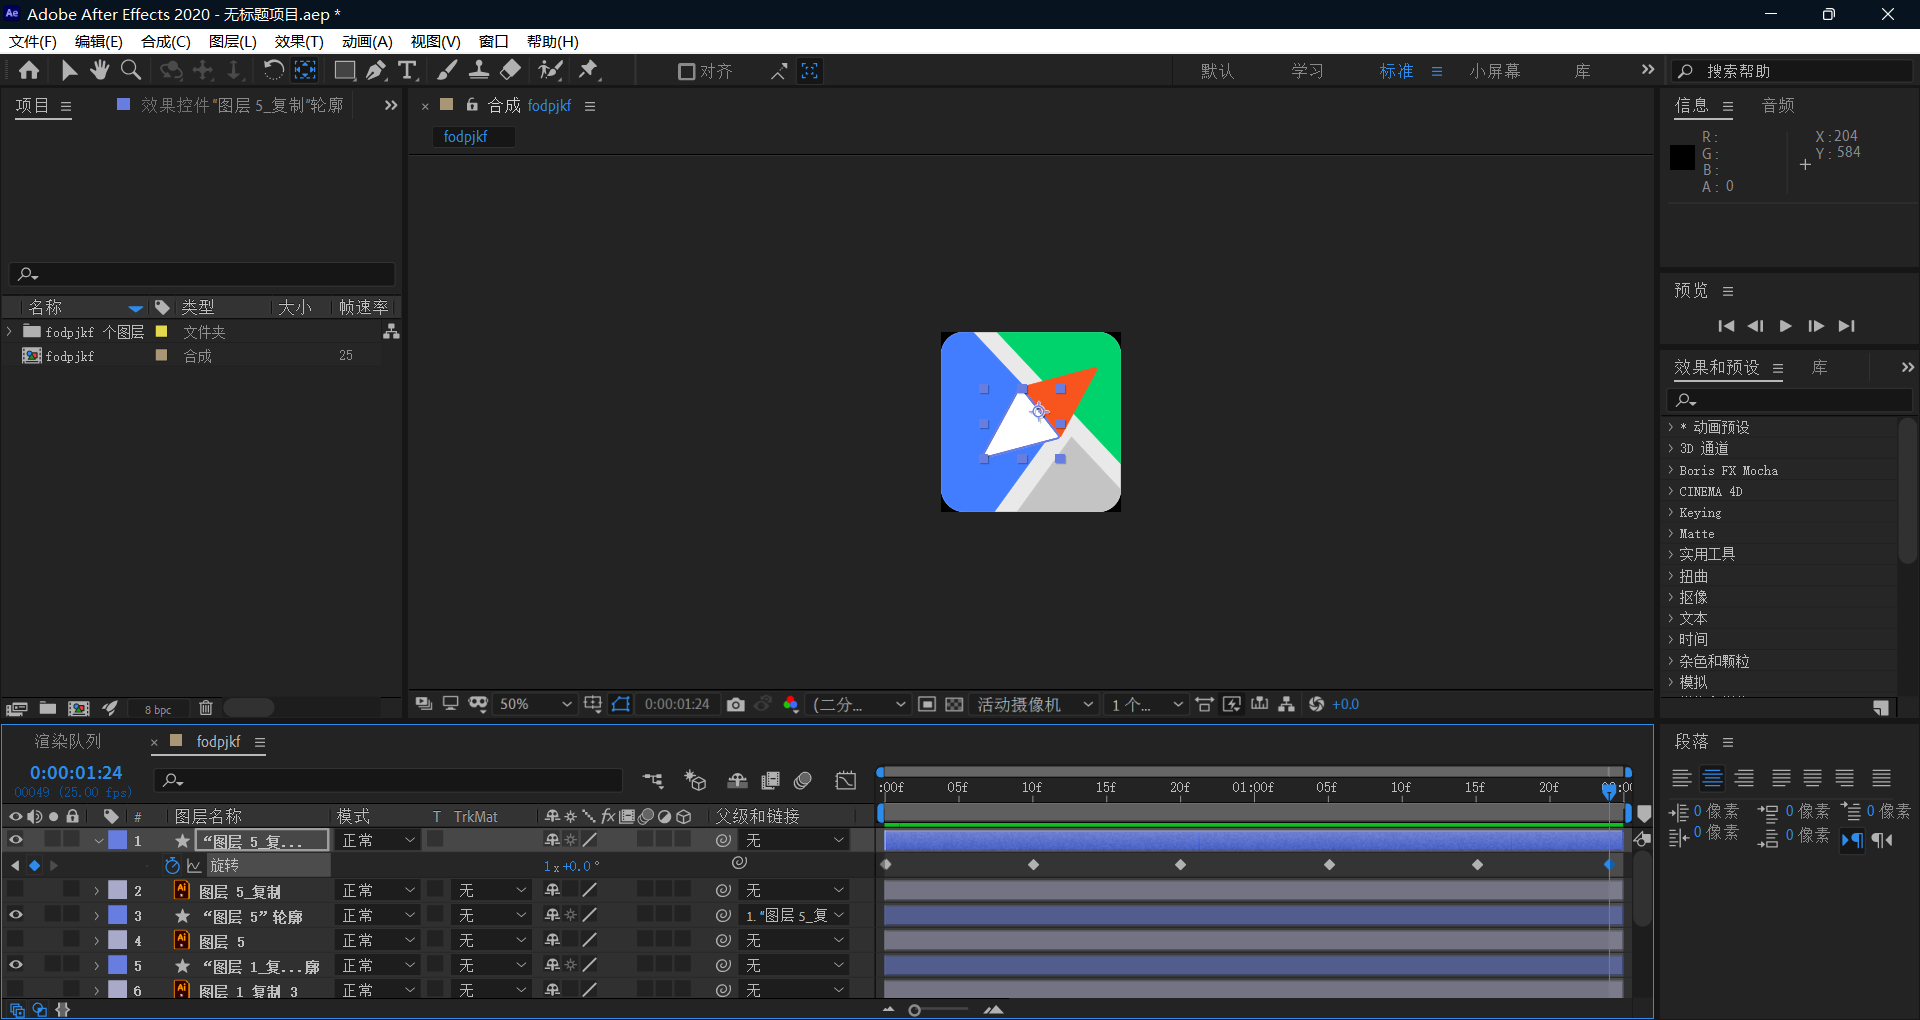 Ae Adobe After Effects 2020 - 无标题项目.aep *
文件(F) 编辑(E) 合成(C) 图层(L) 效果(T) 动画(A) 视图(V) 窗口 帮助(H)
对齐 默认 学习 标准 小屏幕 库 搜索帮助
项目 效果控件"图层 5_复制"轮廓
合成 fodpjkf
fodpjkf
信息 音频
R: X:204
G: Y: 584
B:
A: 0
预览
名称 类型 大小 帧速率
fodpjkf 个图层 文件夹
fodpjkf 合成 25
效果和预设 库
* 动画预设
3D 通道
Boris FX Mocha
CINEMA 4D
Keying
Matte
实用工具
扭曲
抠像
文本
时间
杂色和颗粒
模拟
8 bpc
50% 0:00:01:24 (二分... 活动摄像机 1 个... +0.0
渲染队列 fodpjkf
0:00:01:24
00049 (25.00 fps)
:00f 05f 10f 15f 20f 01:00f 05f 10f 15f 20f
# 图层名称 模式 T TrkMat fx 父级和链接
1 "图层 5_复... 正常 无
旋转 1x+0.0°
2 Ai 图层 5_复制 正常 无 无
3 "图层 5"轮廓 正常 无 1."图层 5_复
4 Ai 图层 5 正常 无 无
5 "图层 1_复...廓 正常 无 无
6 Ai 图层 1_复制 3 正常 无 无
段落
0 像素 0 像素 0 像素
0 像素 0 像素